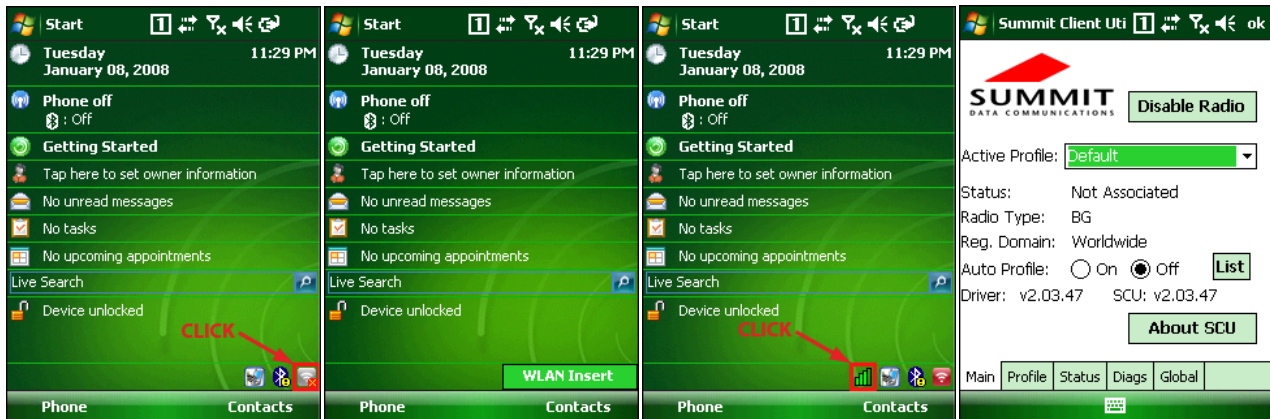 Start 1
Tuesday 11:29 PM
January 08, 2008
Phone off
: Off
Getting Started
Tap here to set owner information
No unread messages
No tasks
No upcoming appointments
Live Search
Device unlocked
CLICK
Phone Contacts
Start 1
Tuesday 11:29 PM
January 08, 2008
Phone off
: Off
Getting Started
Tap here to set owner information
No unread messages
No tasks
No upcoming appointments
Live Search
Device unlocked
WLAN Insert
Phone Contacts
Start 1
Tuesday 11:29 PM
January 08, 2008
Phone off
: Off
Getting Started
Tap here to set owner information
No unread messages
No tasks
No upcoming appointments
Live Search
Device unlocked
CLICK
Phone Contacts
Summit Client Uti 1 ok
SUMMIT
DATA COMMUNICATIONS
Disable Radio
Active Profile: Default
Status: Not Associated
Radio Type: BG
Reg. Domain: Worldwide
Auto Profile: On Off List
Driver: v2.03.47 SCU: v2.03.47
About SCU
Main Profile Status Diags Global